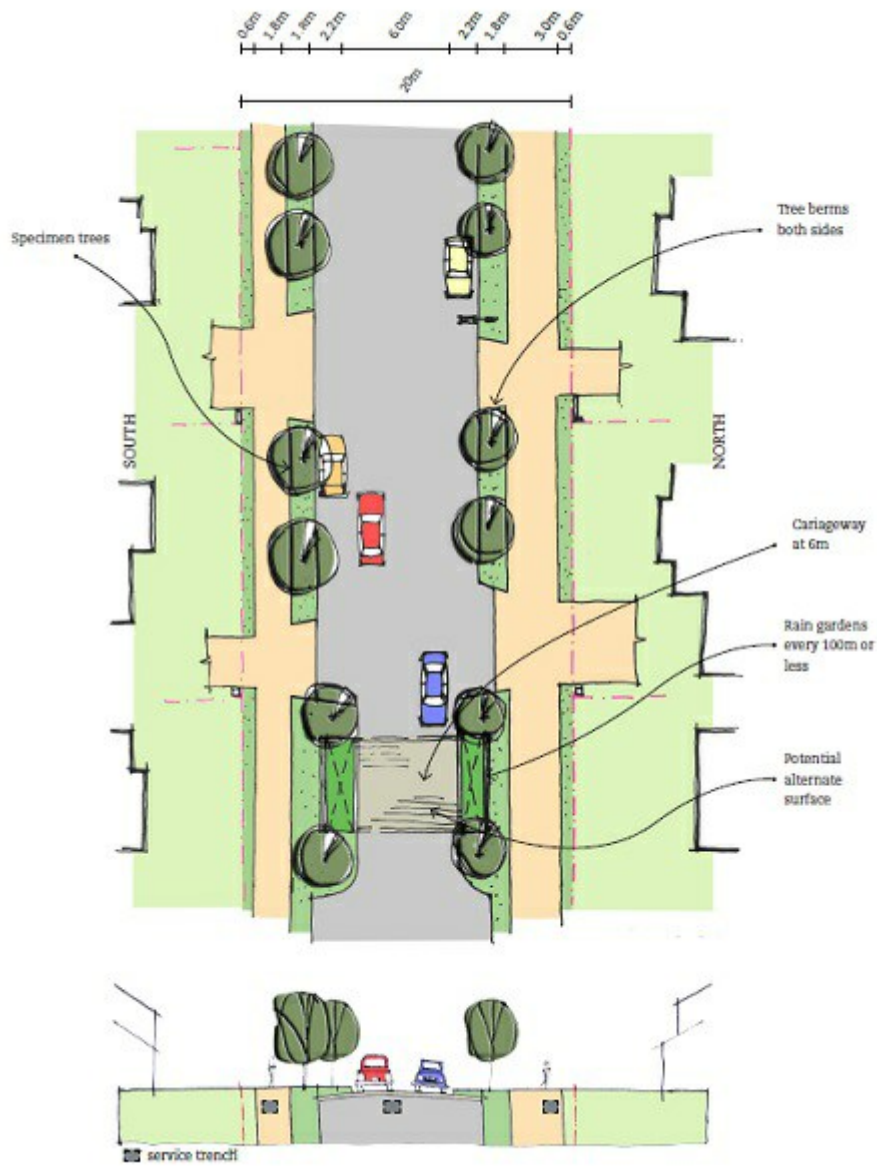 0.6m 1.8m 1.8m 2.2m 6.0m 2.2m 1.8m 3.0m 0.6m
20m
Specimen trees
Tree berms
both sides
SOUTH
NORTH
Cariageway
at 6m
Rain gardens
every 100m or
less
Potential
alternate
surface
service trench